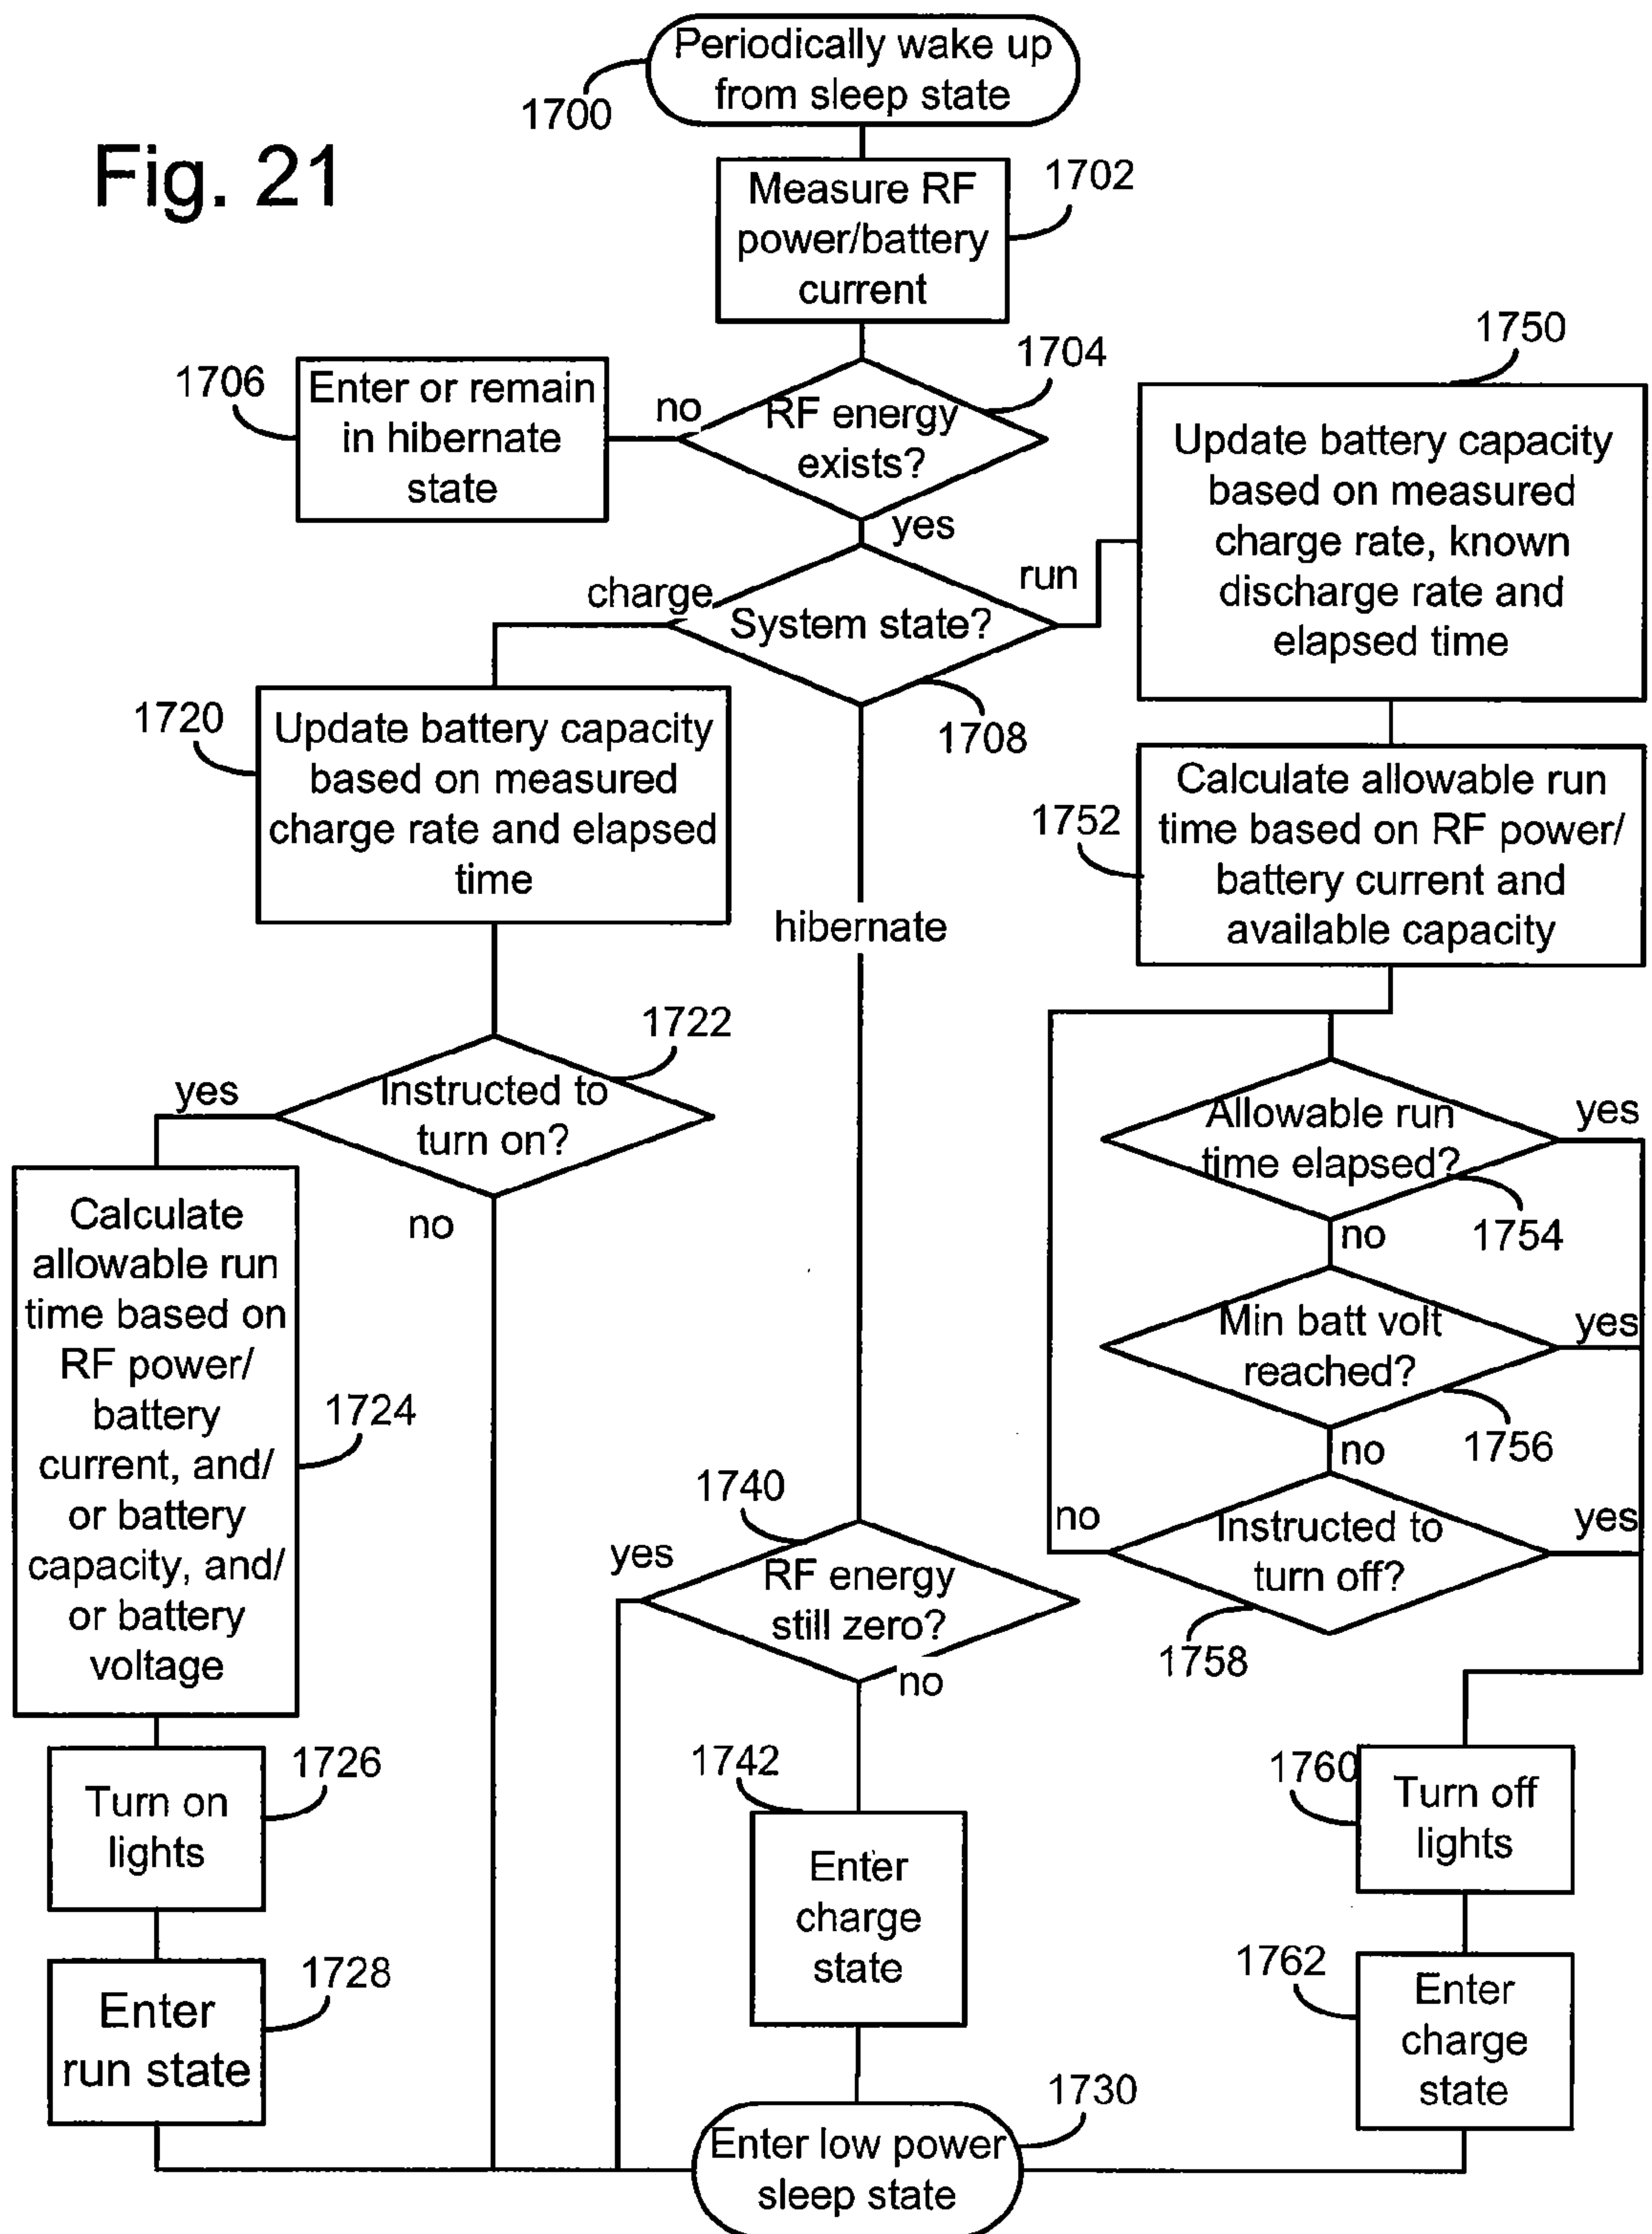 Periodically wake up
from sleep state
1700
Fig. 21
Measure RF
power/battery
current
1702
1704
RF energy
exists?
no
yes
1706
Enter or remain
in hibernate
state
1750
Update battery capacity
based on measured
charge rate, known
discharge rate and
elapsed time
charge
System state?
run
1708
hibernate
1720
Update battery capacity
based on measured
charge rate and elapsed
time
1752
Calculate allowable run
time based on RF power/
battery current and
available capacity
1722
Instructed to
turn on?
yes
no
Calculate
allowable run
time based on
RF power/
battery
current, and/
or battery
capacity, and/
or battery
voltage
1724
Allowable run
time elapsed?
yes
1754
no
Min batt volt
reached?
yes
1756
no
Instructed to
turn off?
no
yes
1758
1740
RF energy
still zero?
yes
no
1726
Turn on
lights
1742
Enter
charge
state
1760
Turn off
lights
1728
Enter
run state
1762
Enter
charge
state
1730
Enter low power
sleep state